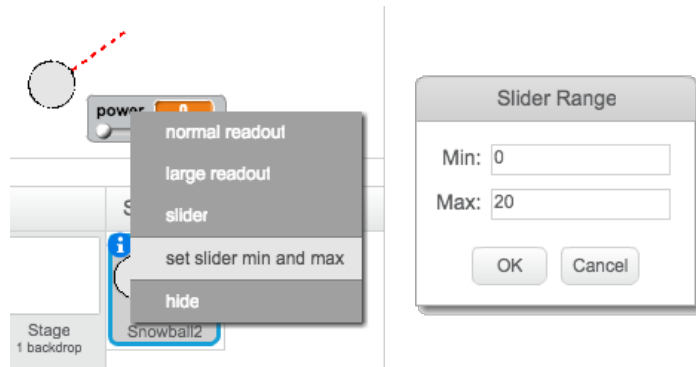 power 0
normal readout
large readout
slider
set slider min and max
hide
S
i
Stage
1 backdrop
Snowball2
Slider Range
Min: 0
Max: 20
OK Cancel